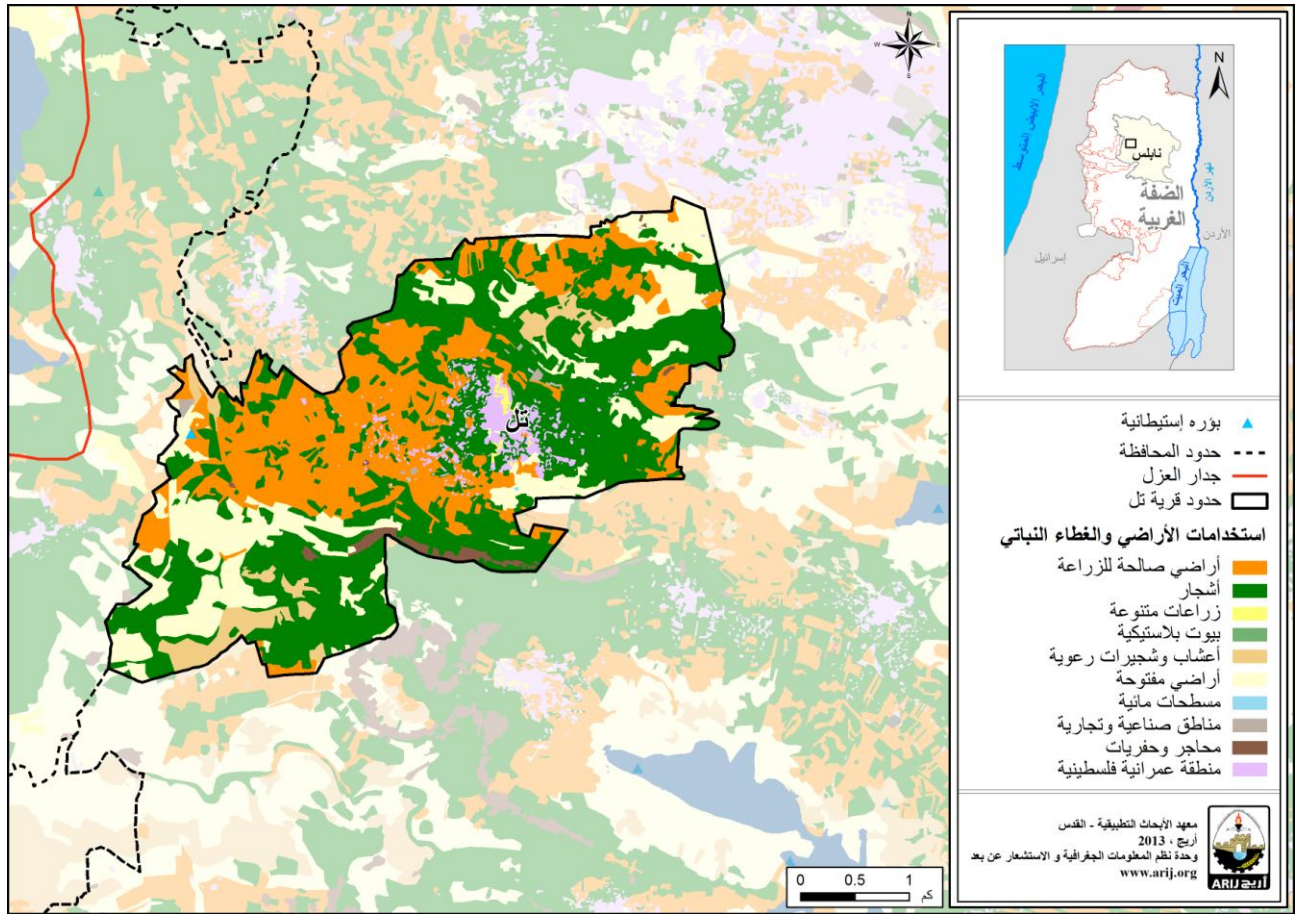 N
W
E
S
تل
0 0.5 1
كم
N
البحر الابيض المتوسط
نابلس
نهر الأردن
الضفة
الغربية
الأردن
إسرائيل
البحر الميت
بؤره إستيطانية
حدود المحافظة
جدار العزل
حدود قرية تل
استخدامات الأراضي والغطاء النباتي
أراضي صالحة للزراعة
أشجار
زراعات متنوعة
بيوت بلاستيكية
أعشاب وشجيرات رعوية
أراضي مفتوحة
مسطحات مائية
مناطق صناعية وتجارية
محاجر وحفريات
منطقة عمرانية فلسطينية
معهد الأبحاث التطبيقية - القدس
أريج ، 2013
وحدة نظم المعلومات الجغرافية و الاستشعار عن بعد
www.arij.org
ARIJ أريج